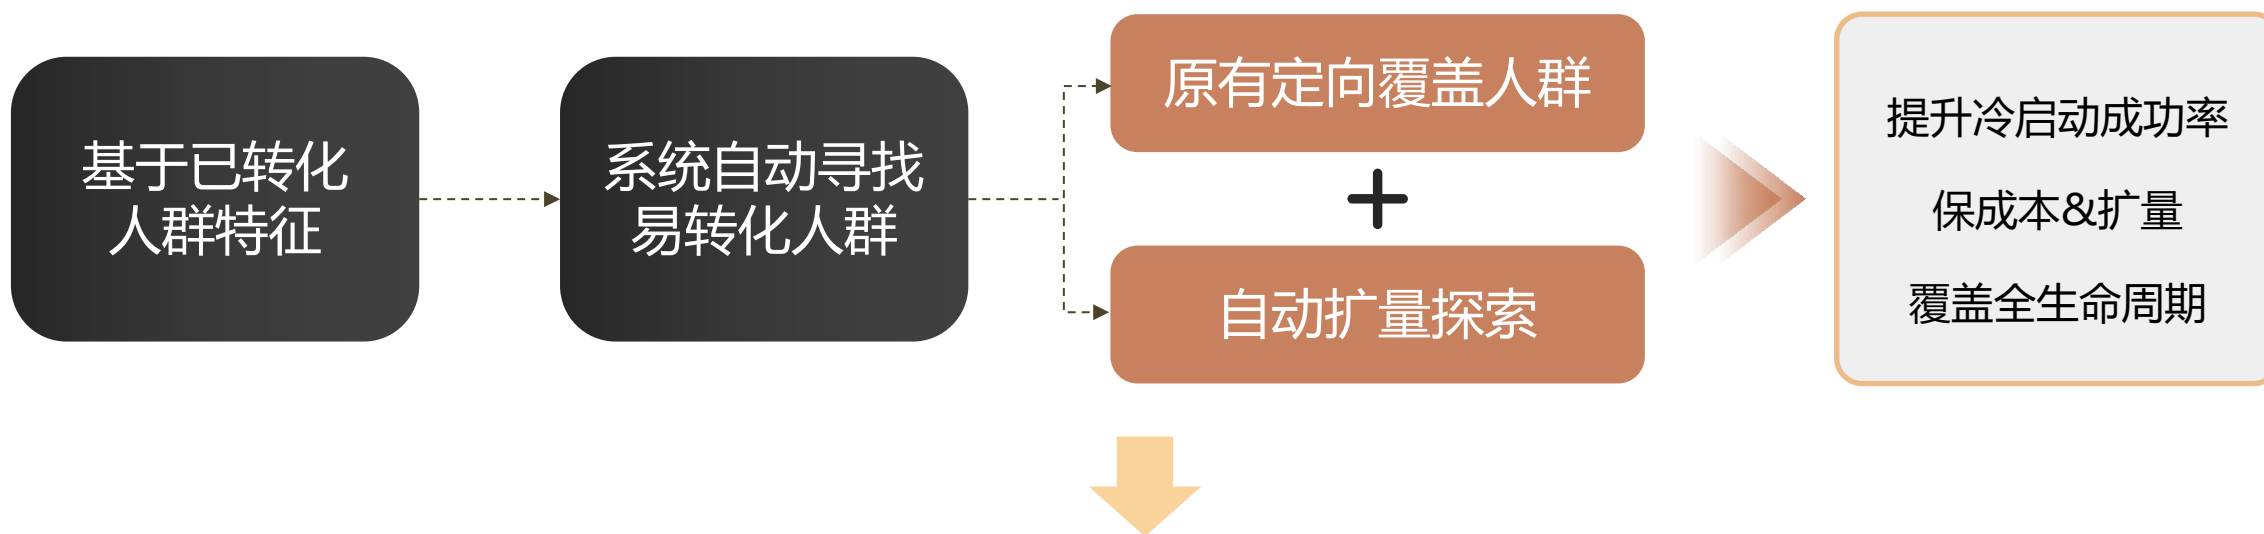 基于已转化
人群特征
系统自动寻找
易转化人群
原有定向覆盖人群
+
自动扩量探索
提升冷启动成功率
保成本&扩量
覆盖全生命周期